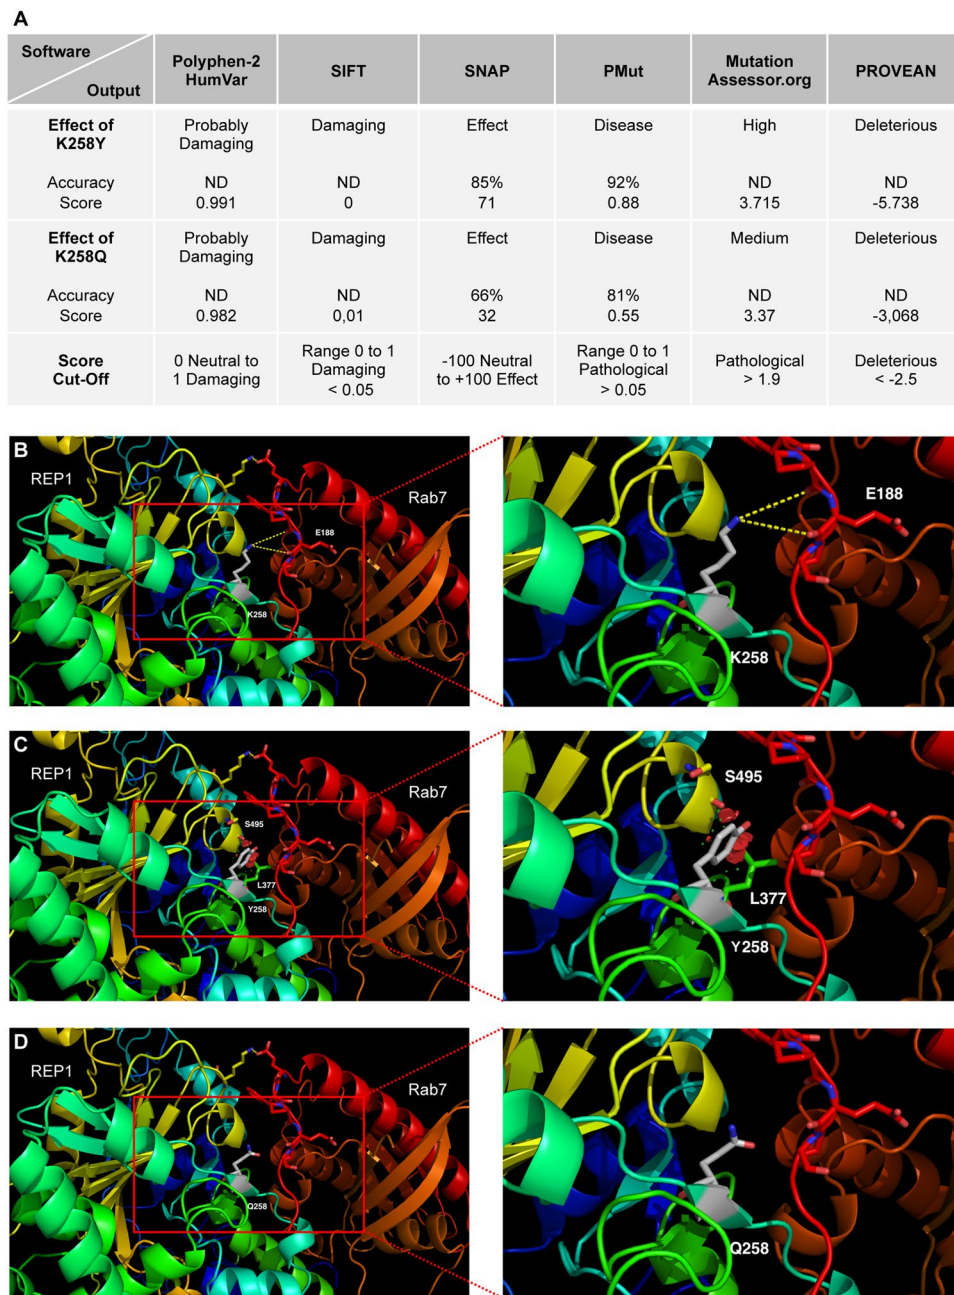 A
Software
Output
Polyphen-2
HumVar
SIFT
SNAP
PMut
Mutation
Assessor.org
PROVEAN
Effect of
K258Y
Probably
Damaging
Damaging
Effect
Disease
High
Deleterious
Accuracy
ND
ND
85%
92%
ND
ND
Score
0.991
0
71
0.88
3.715
-5.738
Effect of
K258Q
Probably
Damaging
Damaging
Effect
Disease
Medium
Deleterious
Accuracy
ND
ND
66%
81%
ND
ND
Score
0.982
0,01
32
0.55
3.37
-3,068
Score
Cut-Off
0 Neutral to
1 Damaging
Range 0 to 1
Damaging
< 0.05
-100 Neutral
to +100 Effect
Range 0 to 1
Pathological
> 0.05
Pathological
> 1.9
Deleterious
< -2.5
B
REP1
Rab7
E188
K258
E188
K258
C
REP1
Rab7
S495
L377
Y258
S495
L377
Y258
D
REP1
Rab7
Q258
Q258